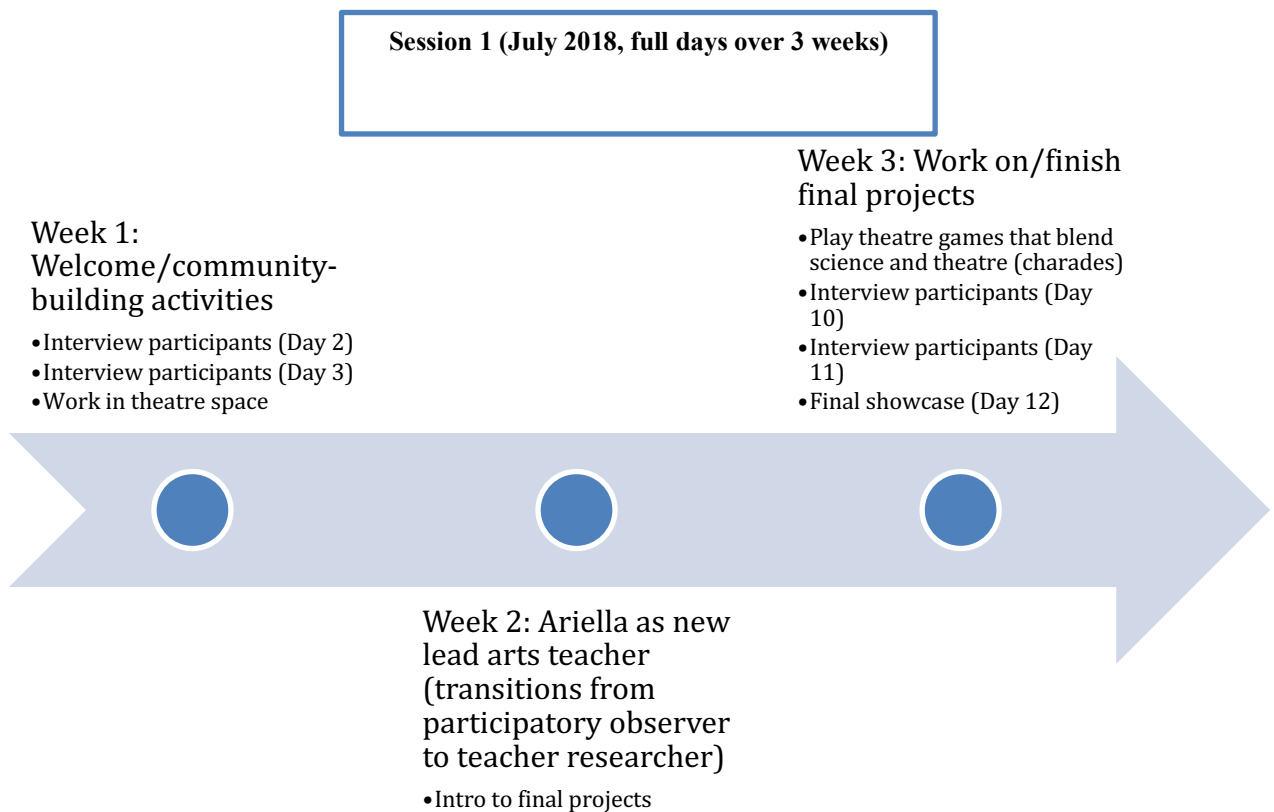 Session 1 (July 2018, full days over 3 weeks)
Week 1:
Welcome/community-
building activities
•Interview participants (Day 2)
•Interview participants (Day 3)
•Work in theatre space
Week 2: Ariella as new
lead arts teacher
(transitions from
participatory observer
to teacher researcher)
•Intro to final projects
Week 3: Work on/finish
final projects
•Play theatre games that blend
science and theatre (charades)
•Interview participants (Day
10)
•Interview participants (Day
11)
•Final showcase (Day 12)